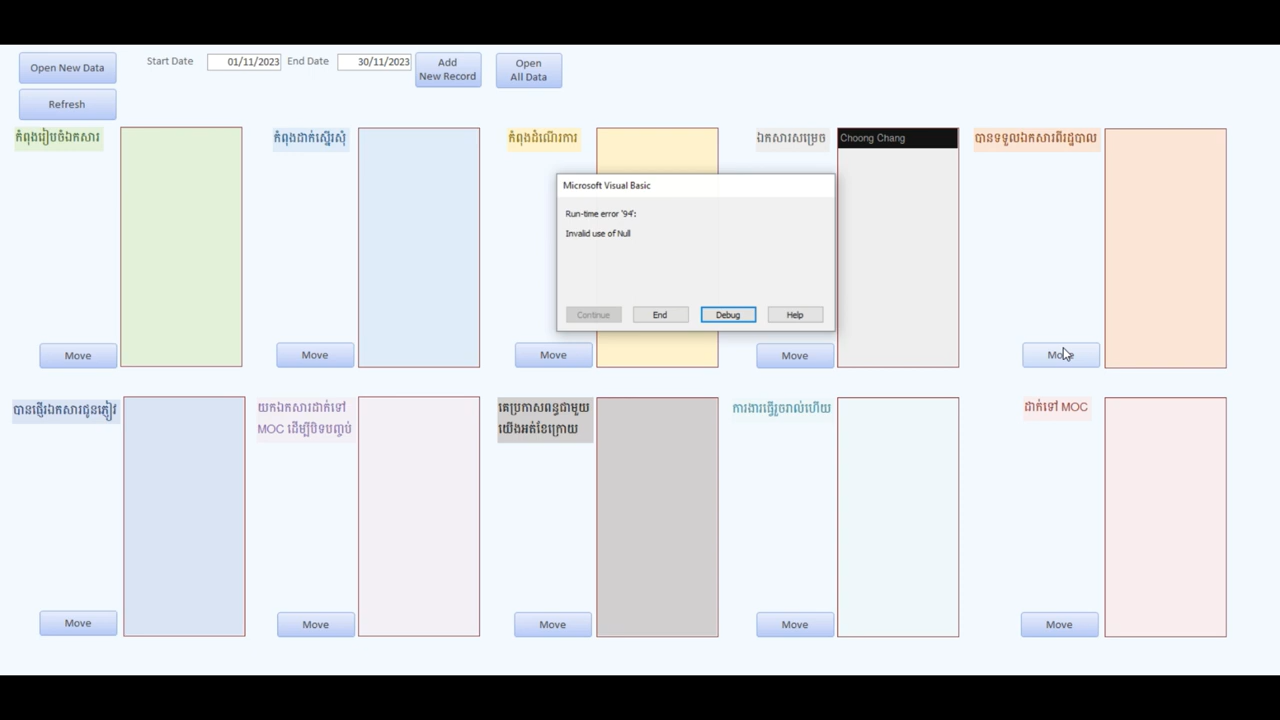 Open New Data
Start Date
01/11/2023
End Date
30/11/2023
Add
New Record
Open
All Data
Refresh
កំពុងរៀបចំឯកសារ
កំពុងដាក់ស្នើរសុំ
កំពុងដំណើរការ
ឯកសារសម្រេច
Choong Chang
បានទទួលឯកសារពីរដ្ឋបាល
Microsoft Visual Basic
Run-time error '94':
Invalid use of Null
Continue
End
Debug
Help
Move
Move
Move
Move
Move
បានផ្ញើរឯកសារជូនភ្ញៀវ
យកឯកសារដាក់ទៅ
MOC ដើម្បីបិទបញ្ចប់
គេប្រកាសពន្ធជាមួយ
យើងអត់ខែក្រោយ
ការងារធ្វើរួចរាល់ហើយ
ដាក់ទៅ MOC
Move
Move
Move
Move
Move